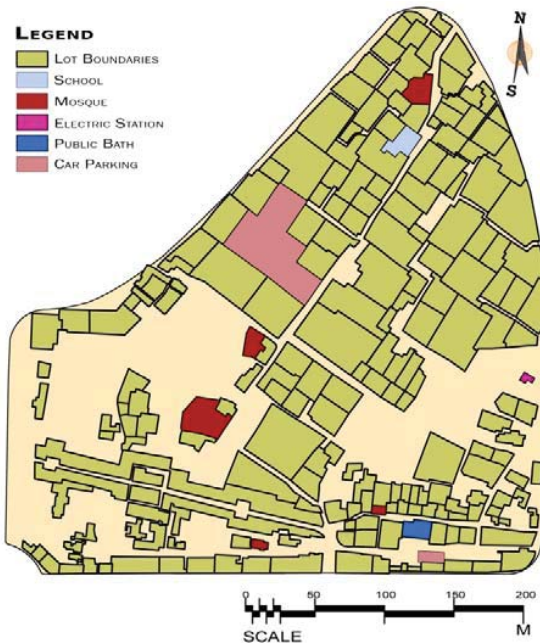 LEGEND
LOT BOUNDARIES
SCHOOL
MOSQUE
ELECTRIC STATION
PUBLIC BATH
CAR PARKING
N
S
0 50 100 150 200
M
SCALE